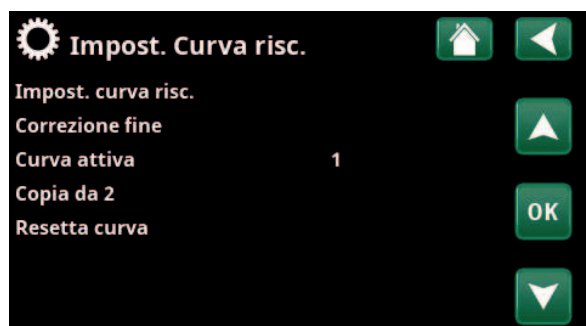 Impost. Curva risc.
Impost. curva risc.
Correzione fine
Curva attiva 1
Copia da 2
Resetta curva
OK